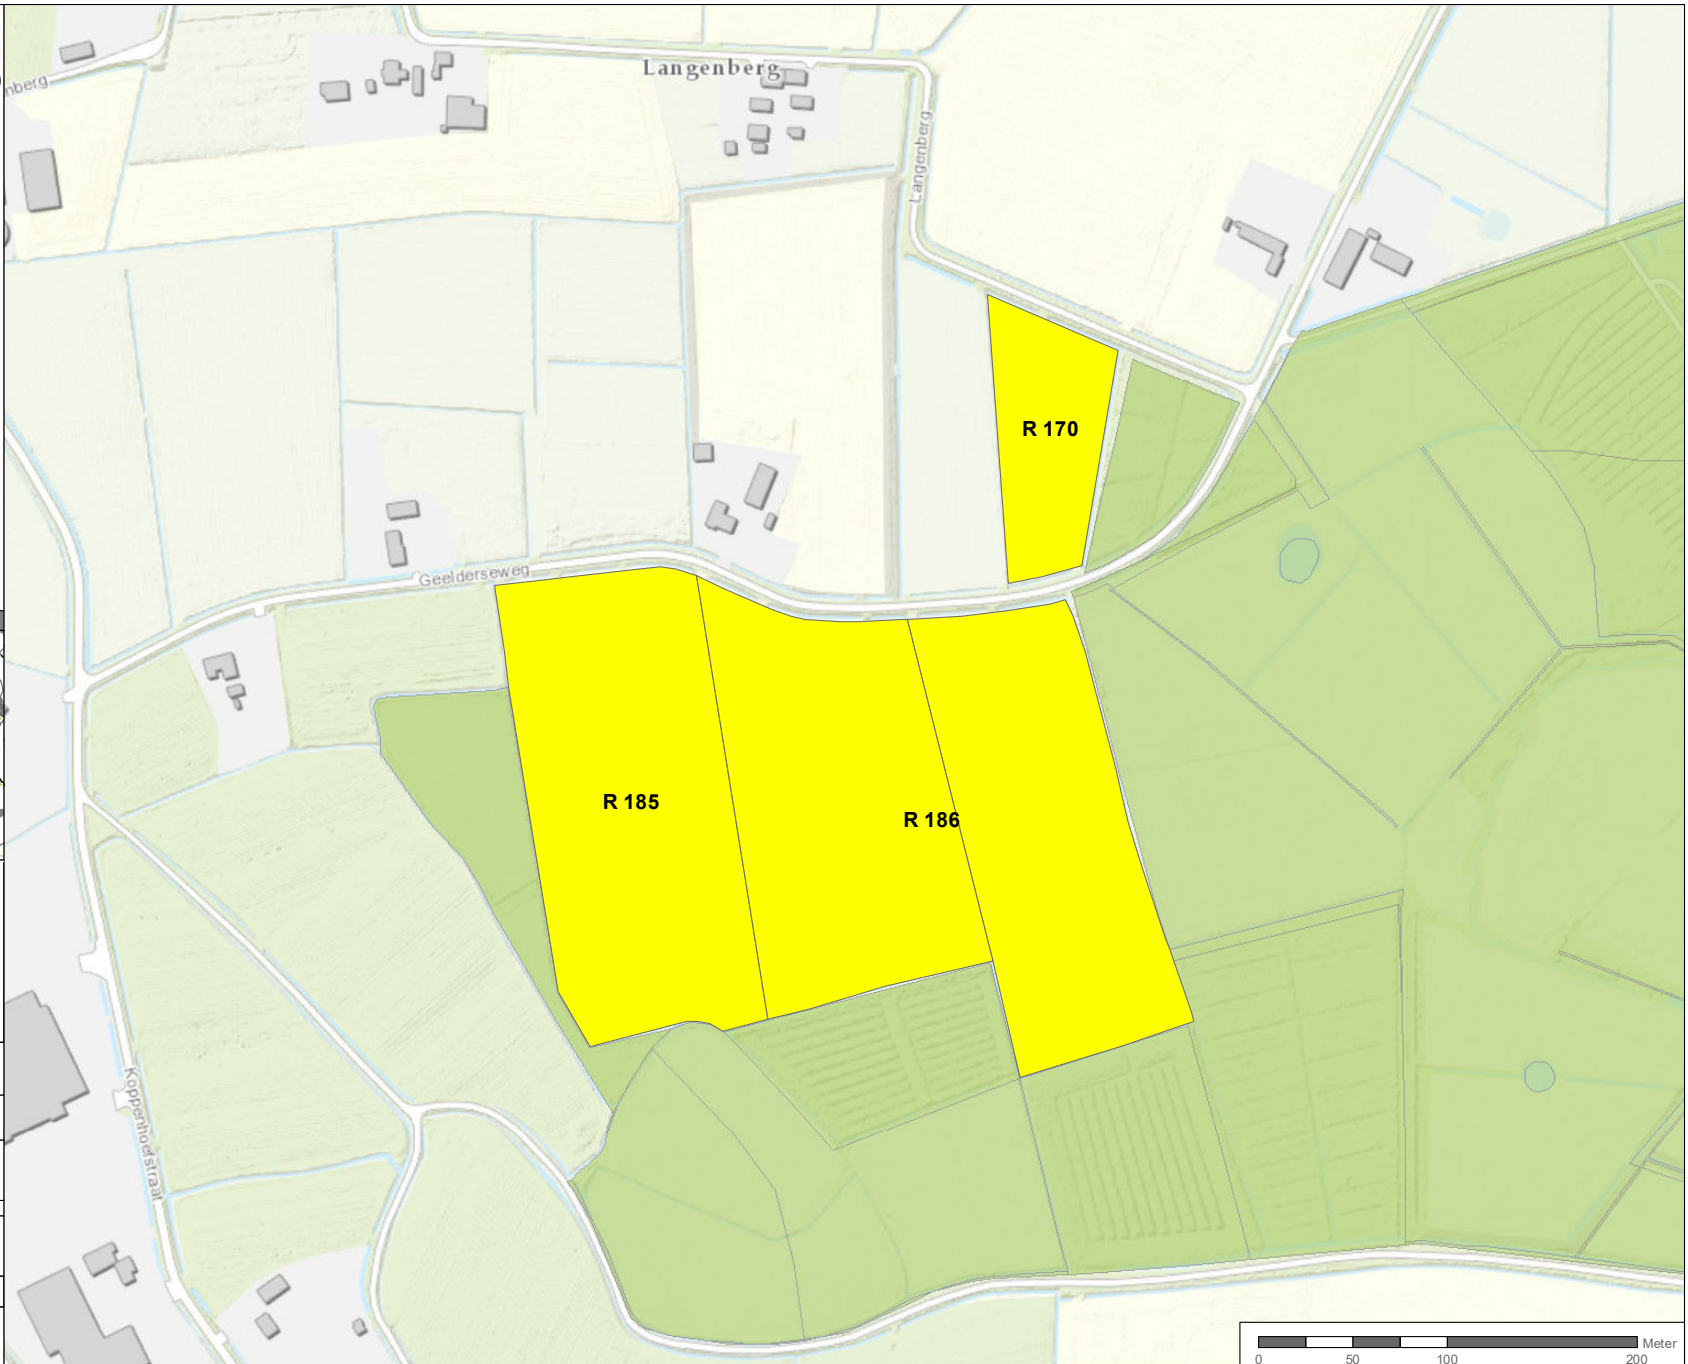 Langenberg
nberg
Langenberg
R 170
Geelderseweg
R 185
R 186
Koppenhoefstraat
Meter
0 50 100 200